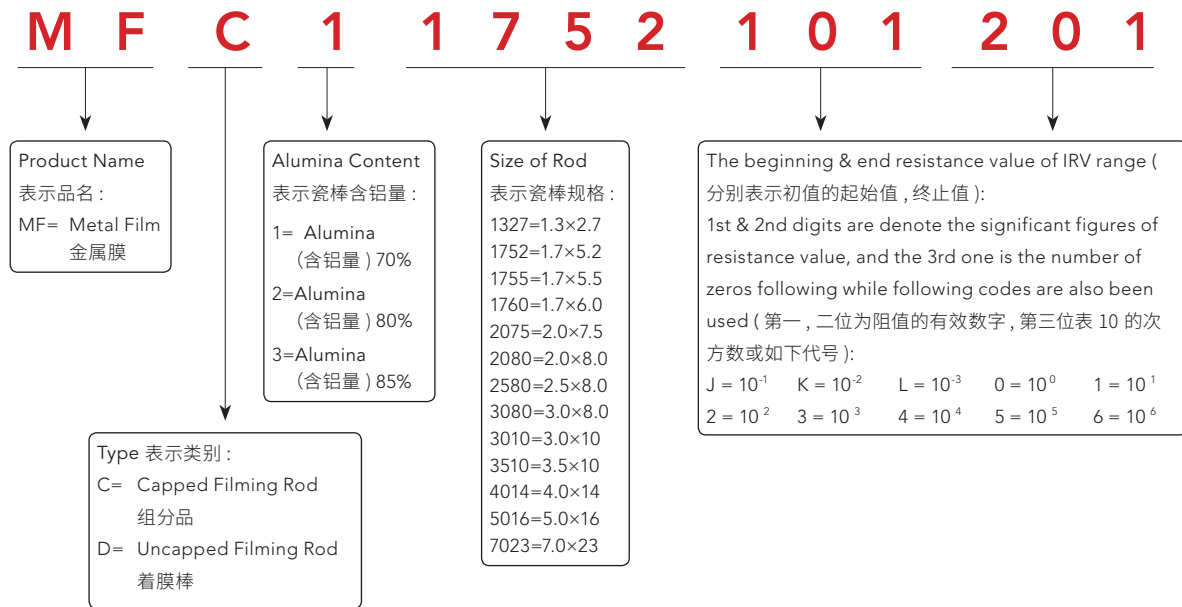 M F C 1 1 7 5 2 1 0 1 2 0 1
Product Name
表示品名 :
MF= Metal Film
金属膜
Alumina Content
表示瓷棒含铝量 :
1= Alumina
(含铝量 ) 70%
2=Alumina
(含铝量 ) 80%
3=Alumina
(含铝量 ) 85%
Size of Rod
表示瓷棒规格 :
1327=1.3×2.7
1752=1.7×5.2
1755=1.7×5.5
1760=1.7×6.0
2075=2.0×7.5
2080=2.0×8.0
2580=2.5×8.0
3080=3.0×8.0
3010=3.0×10
3510=3.5×10
4014=4.0×14
5016=5.0×16
7023=7.0×23
The beginning & end resistance value of IRV range (
分别表示初值的起始值 , 终止值 ):
1st & 2nd digits are denote the significant figures of
resistance value, and the 3rd one is the number of
zeros following while following codes are also been
used ( 第一 , 二位为阻值的有效数字 , 第三位表 10 的次
方数或如下代号 ):
J = 10⁻¹ K = 10⁻² L = 10⁻³ 0 = 10⁰ 1 = 10¹
2 = 10² 3 = 10³ 4 = 10⁴ 5 = 10⁵ 6 = 10⁶
Type 表示类别 :
C= Capped Filming Rod
组分品
D= Uncapped Filming Rod
着膜棒